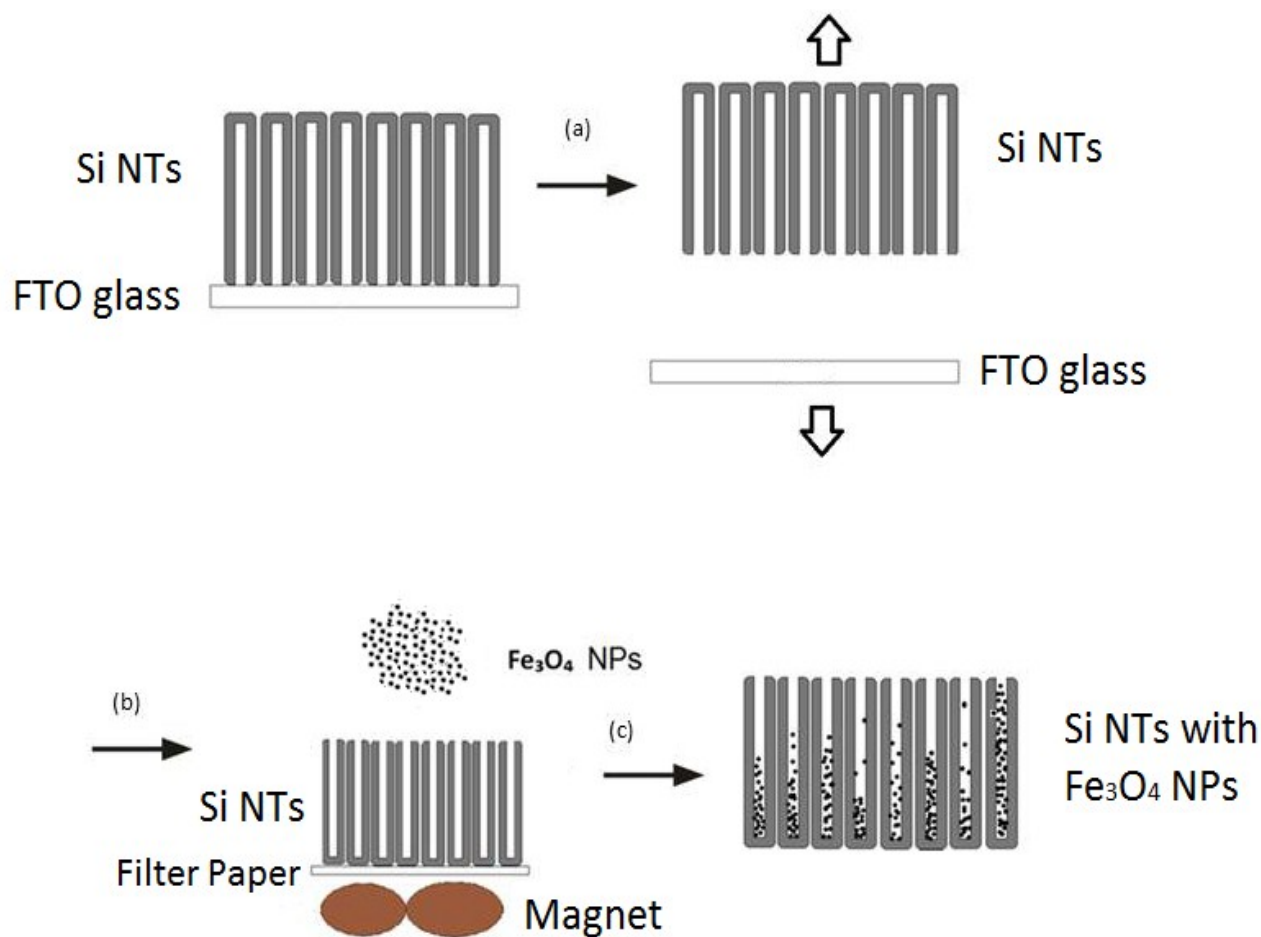 (a)
Si NTs
Si NTs
FTO glass
FTO glass
Fe₃O₄ NPs
(b)
(c)
Si NTs
Filter Paper
Magnet
Si NTs with
Fe₃O₄ NPs